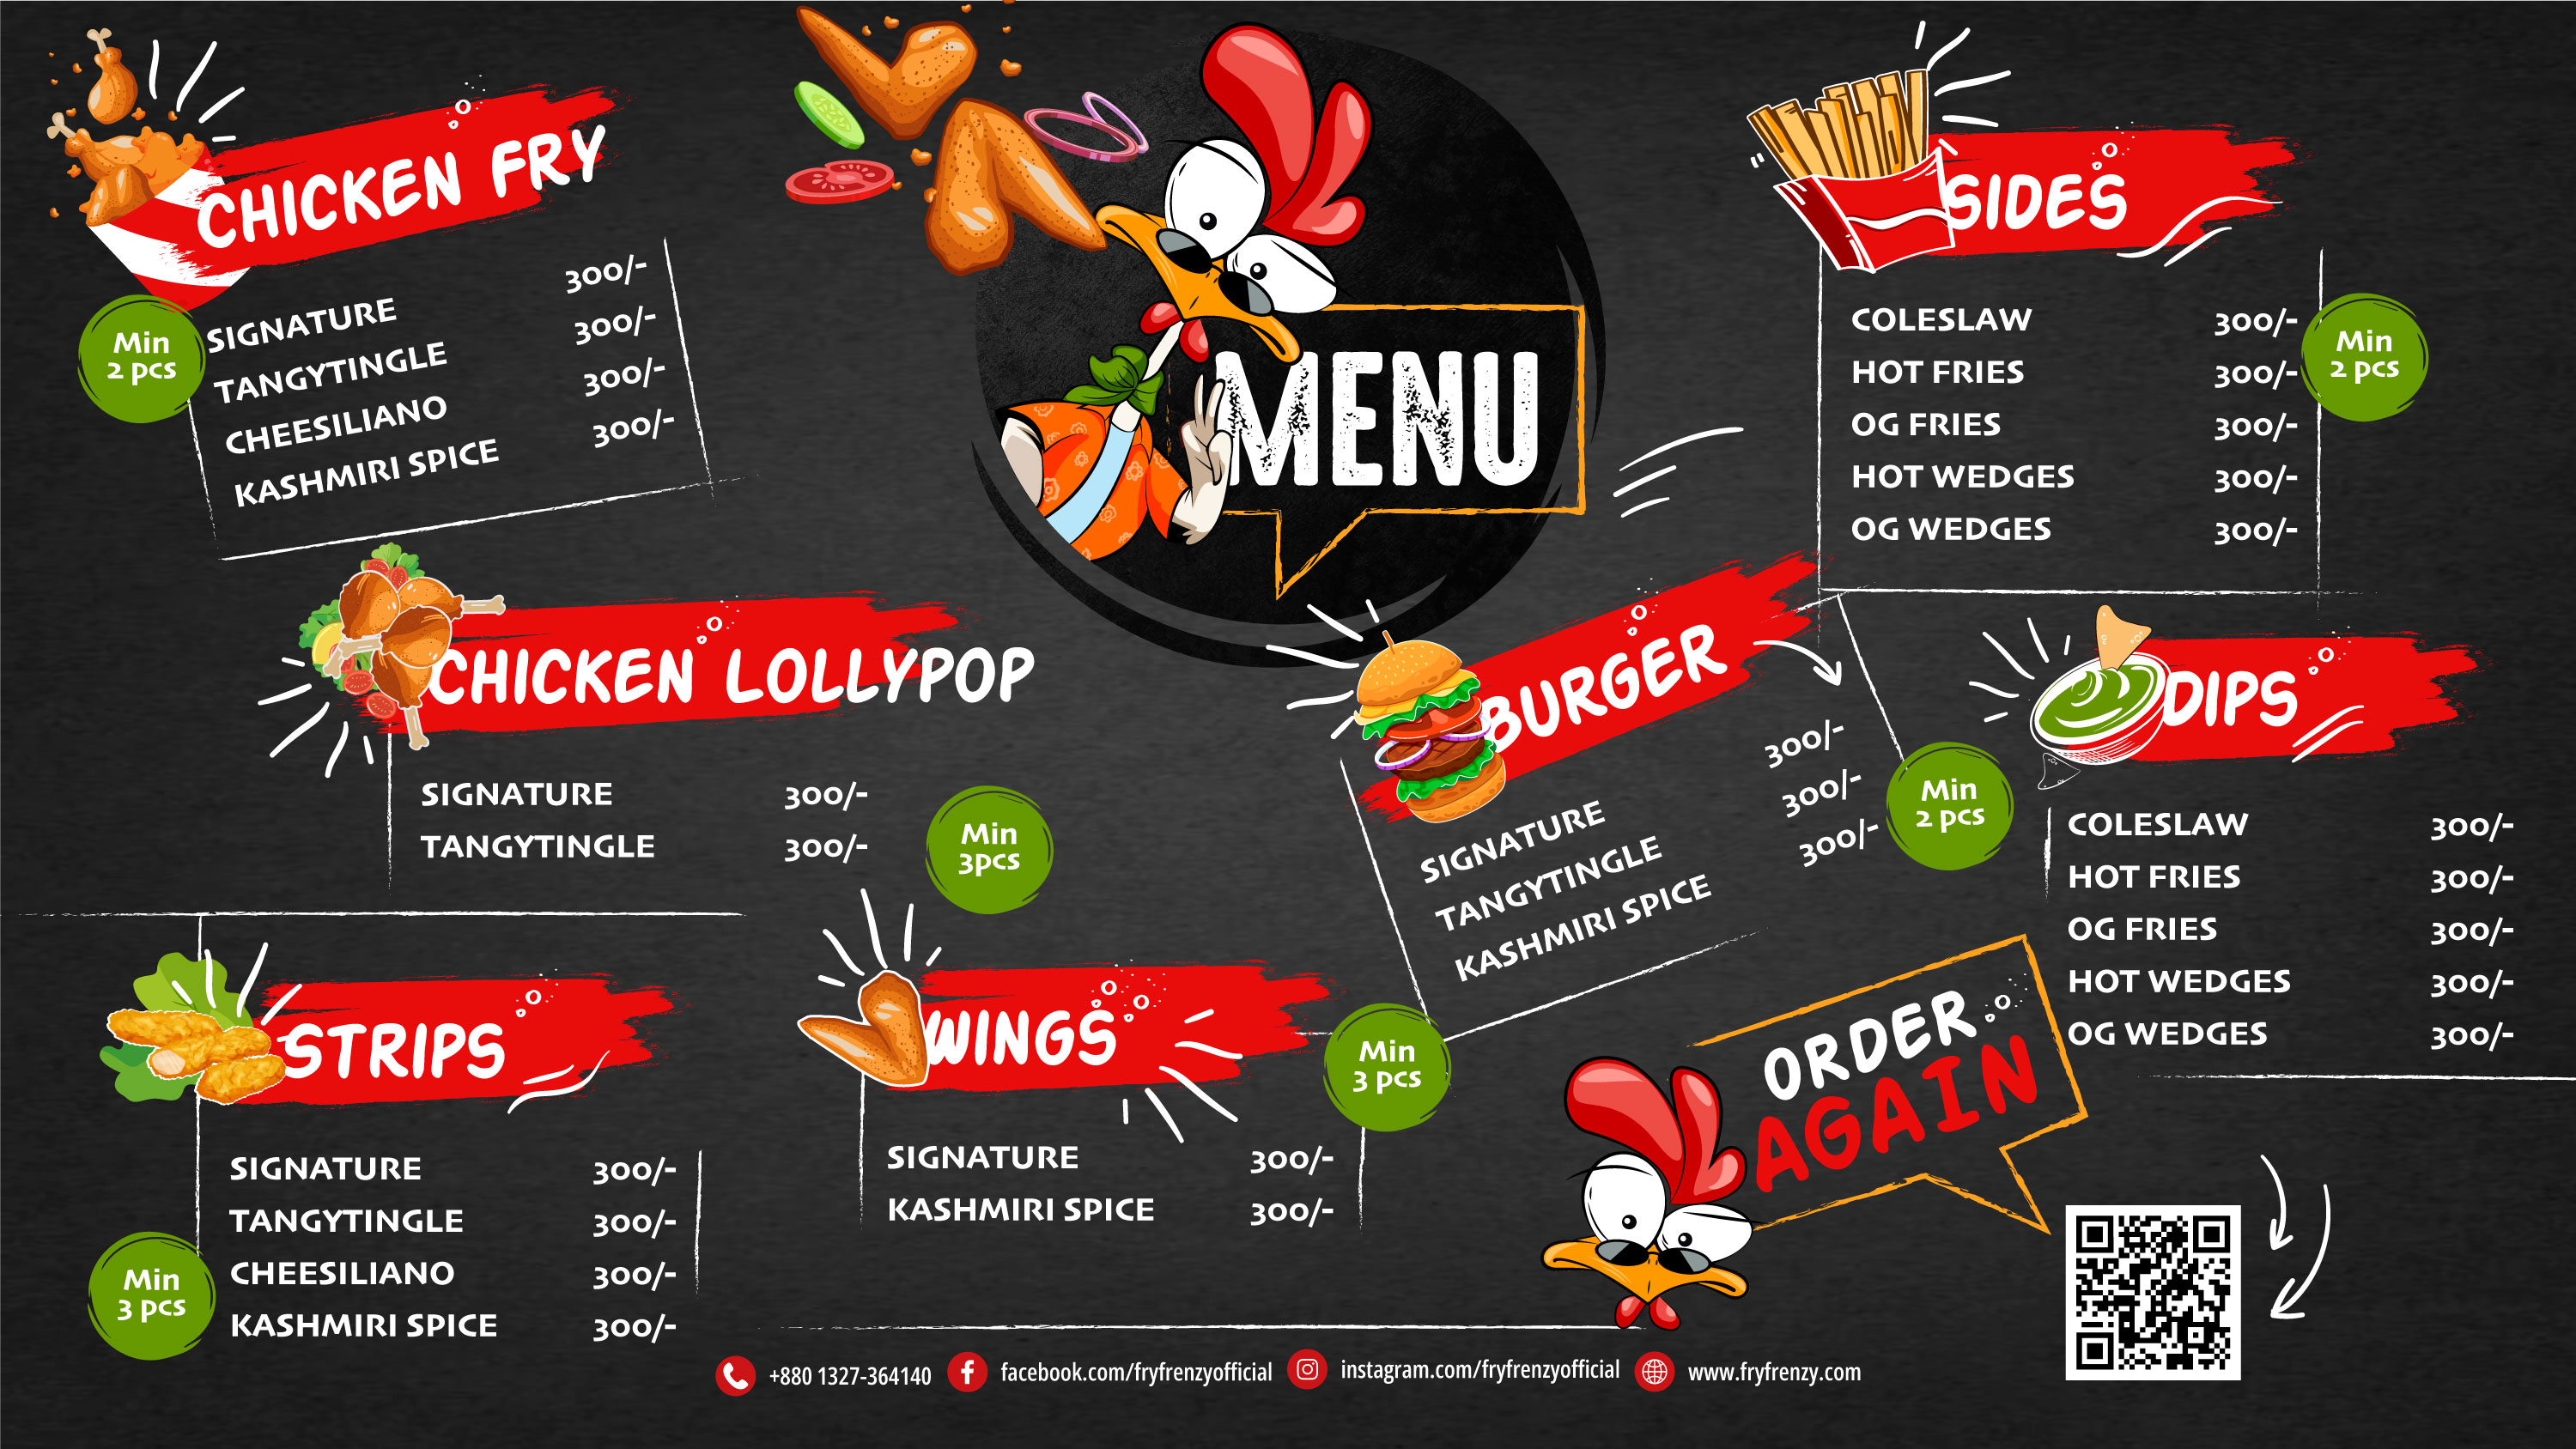 CHICKEN FRY
Min
2 pcs
SIGNATURE 300/-
TANGYTINGLE 300/-
CHEESILIANO 300/-
KASHMIRI SPICE 300/-
MENU
SIDES
COLESLAW 300/-
HOT FRIES 300/-
OG FRIES 300/-
HOT WEDGES 300/-
OG WEDGES 300/-
Min
2 pcs
CHICKEN LOLLYPOP
SIGNATURE 300/-
TANGYTINGLE 300/-
Min
3pcs
BURGER
SIGNATURE 300/-
TANGYTINGLE 300/-
KASHMIRI SPICE 300/-
Min
2 pcs
DIPS
COLESLAW 300/-
HOT FRIES 300/-
OG FRIES 300/-
HOT WEDGES 300/-
OG WEDGES 300/-
STRIPS
SIGNATURE 300/-
TANGYTINGLE 300/-
CHEESILIANO 300/-
KASHMIRI SPICE 300/-
Min
3 pcs
WINGS
SIGNATURE 300/-
KASHMIRI SPICE 300/-
Min
3 pcs
ORDER
AGAIN
+880 1327-364140 facebook.com/fryfrenzyofficial instagram.com/fryfrenzyofficial www.fryfrenzy.com